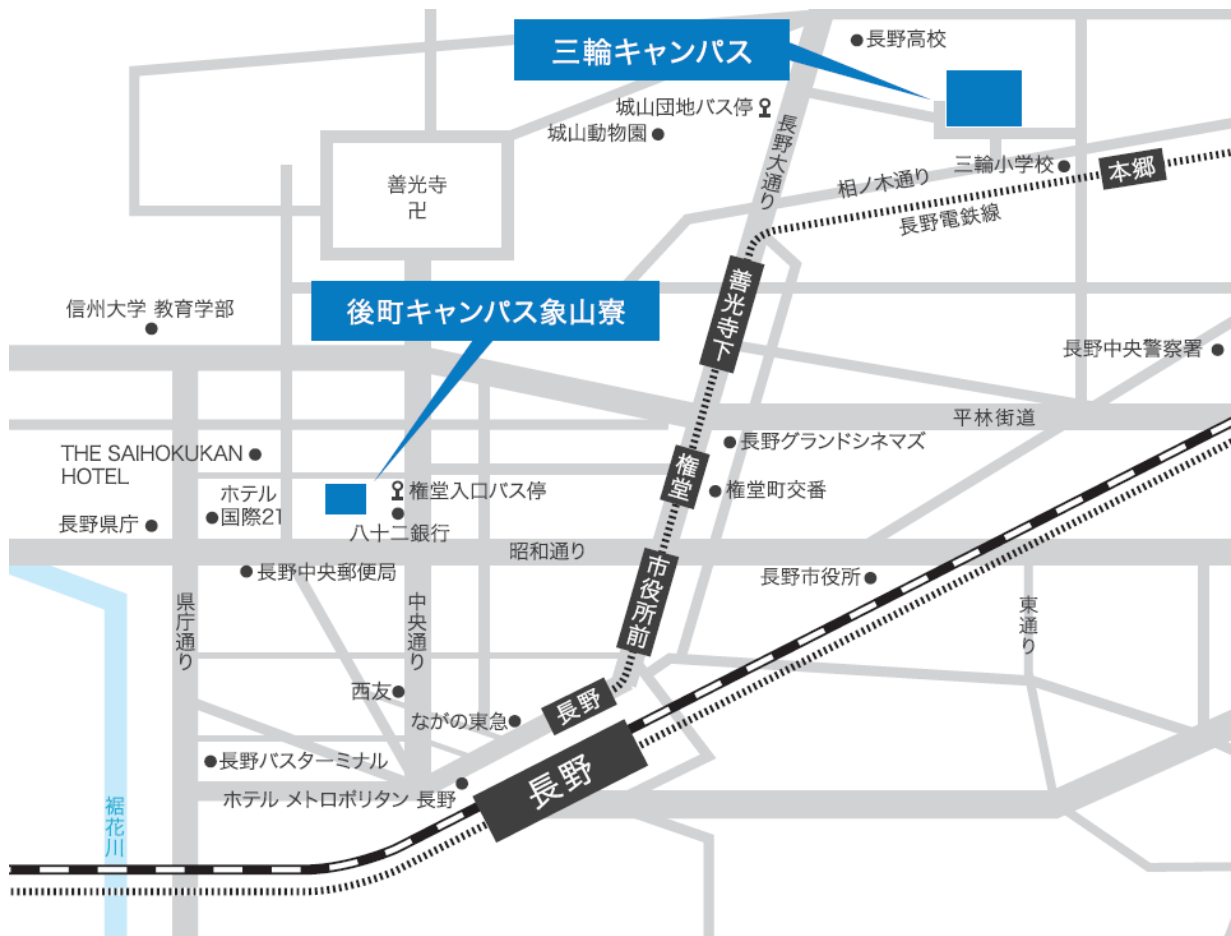 三輪キャンパス
長野高校
城山団地バス停
城山動物園
長野大通り
三輪小学校
本郷
善光寺
卍
相ノ木通り
長野電鉄線
善光寺下
後町キャンパス象山寮
信州大学 教育学部
長野中央警察署
平林街道
長野グランドシネマズ
THE SAIHOKUKAN
HOTEL
権堂
ホテル
国際21
権堂入口バス停
権堂町交番
長野県庁
八十二銀行
昭和通り
長野中央郵便局
市役所前
長野市役所
県庁通り
中央通り
東通り
西友
ながの東急
長野
長野バスターミナル
長野
ホテル メトロポリタン 長野
裾花川